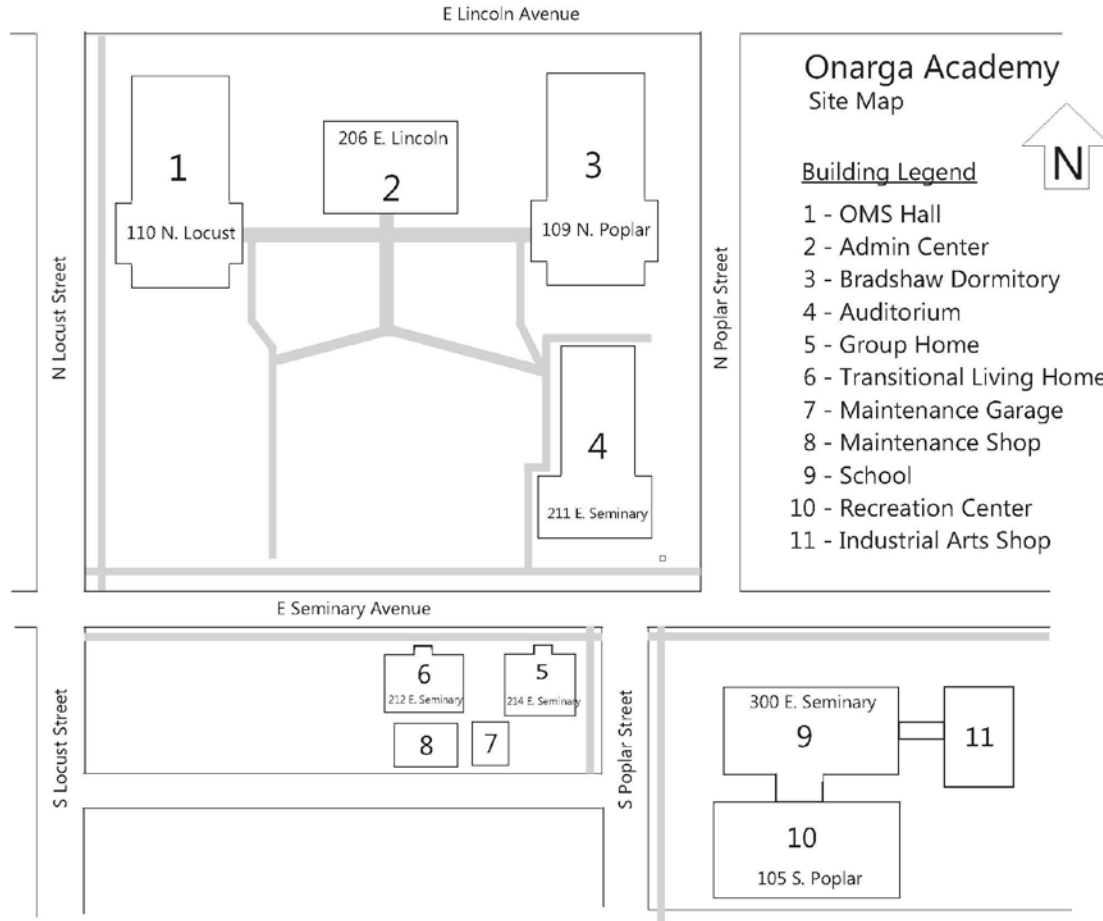 E Lincoln Avenue
Onarga Academy
Site Map
N
Building Legend
1 - OMS Hall
2 - Admin Center
3 - Bradshaw Dormitory
4 - Auditorium
5 - Group Home
6 - Transitional Living Home
7 - Maintenance Garage
8 - Maintenance Shop
9 - School
10 - Recreation Center
11 - Industrial Arts Shop
1
110 N. Locust
206 E. Lincoln
2
3
109 N. Poplar
N Locust Street
N Poplar Street
4
211 E. Seminary
E Seminary Avenue
S Locust Street
6
212 E. Seminary
5
214 E. Seminary
8
7
S Poplar Street
300 E. Seminary
9
11
10
105 S. Poplar